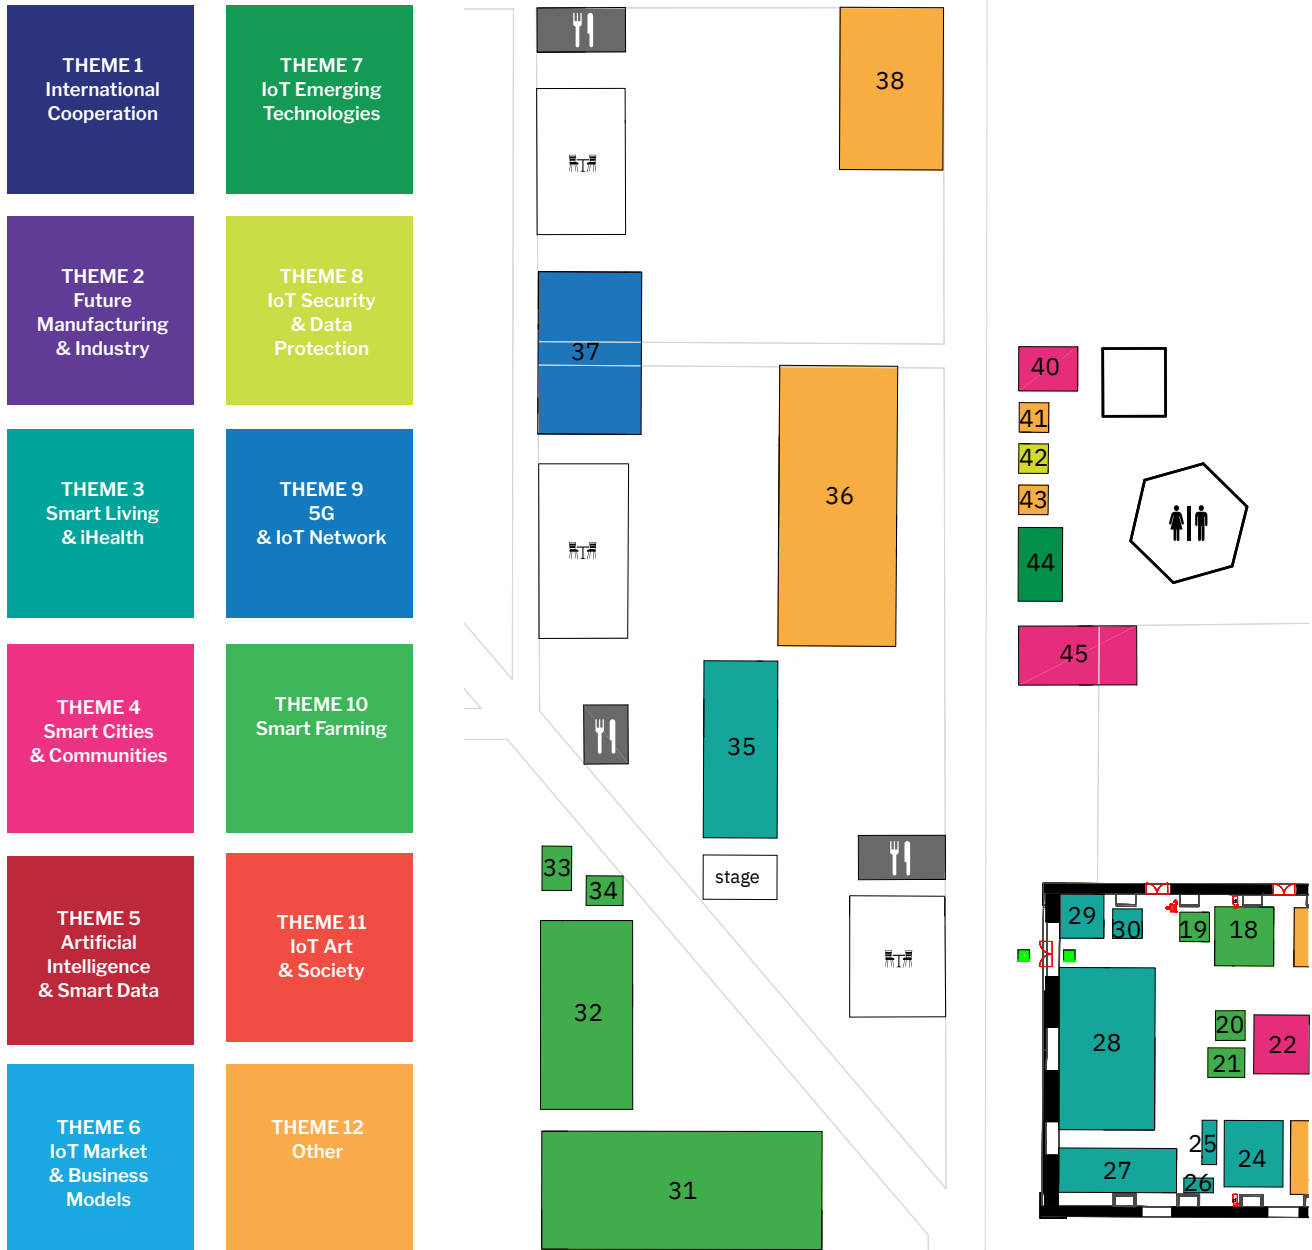 THEME 1
International
Cooperation
THEME 7
IoT Emerging
Technologies
THEME 2
Future
Manufacturing
& Industry
THEME 8
IoT Security
& Data
Protection
THEME 3
Smart Living
& iHealth
THEME 9
5G
& IoT Network
THEME 4
Smart Cities
& Communities
THEME 10
Smart Farming
THEME 5
Artificial
Intelligence
& Smart Data
THEME 11
IoT Art
& Society
THEME 6
IoT Market
& Business
Models
THEME 12
Other
38
37
36
35
stage
33
34
32
31
40
41
42
43
44
45
29
30
19
18
28
20
21
22
25
24
27
26